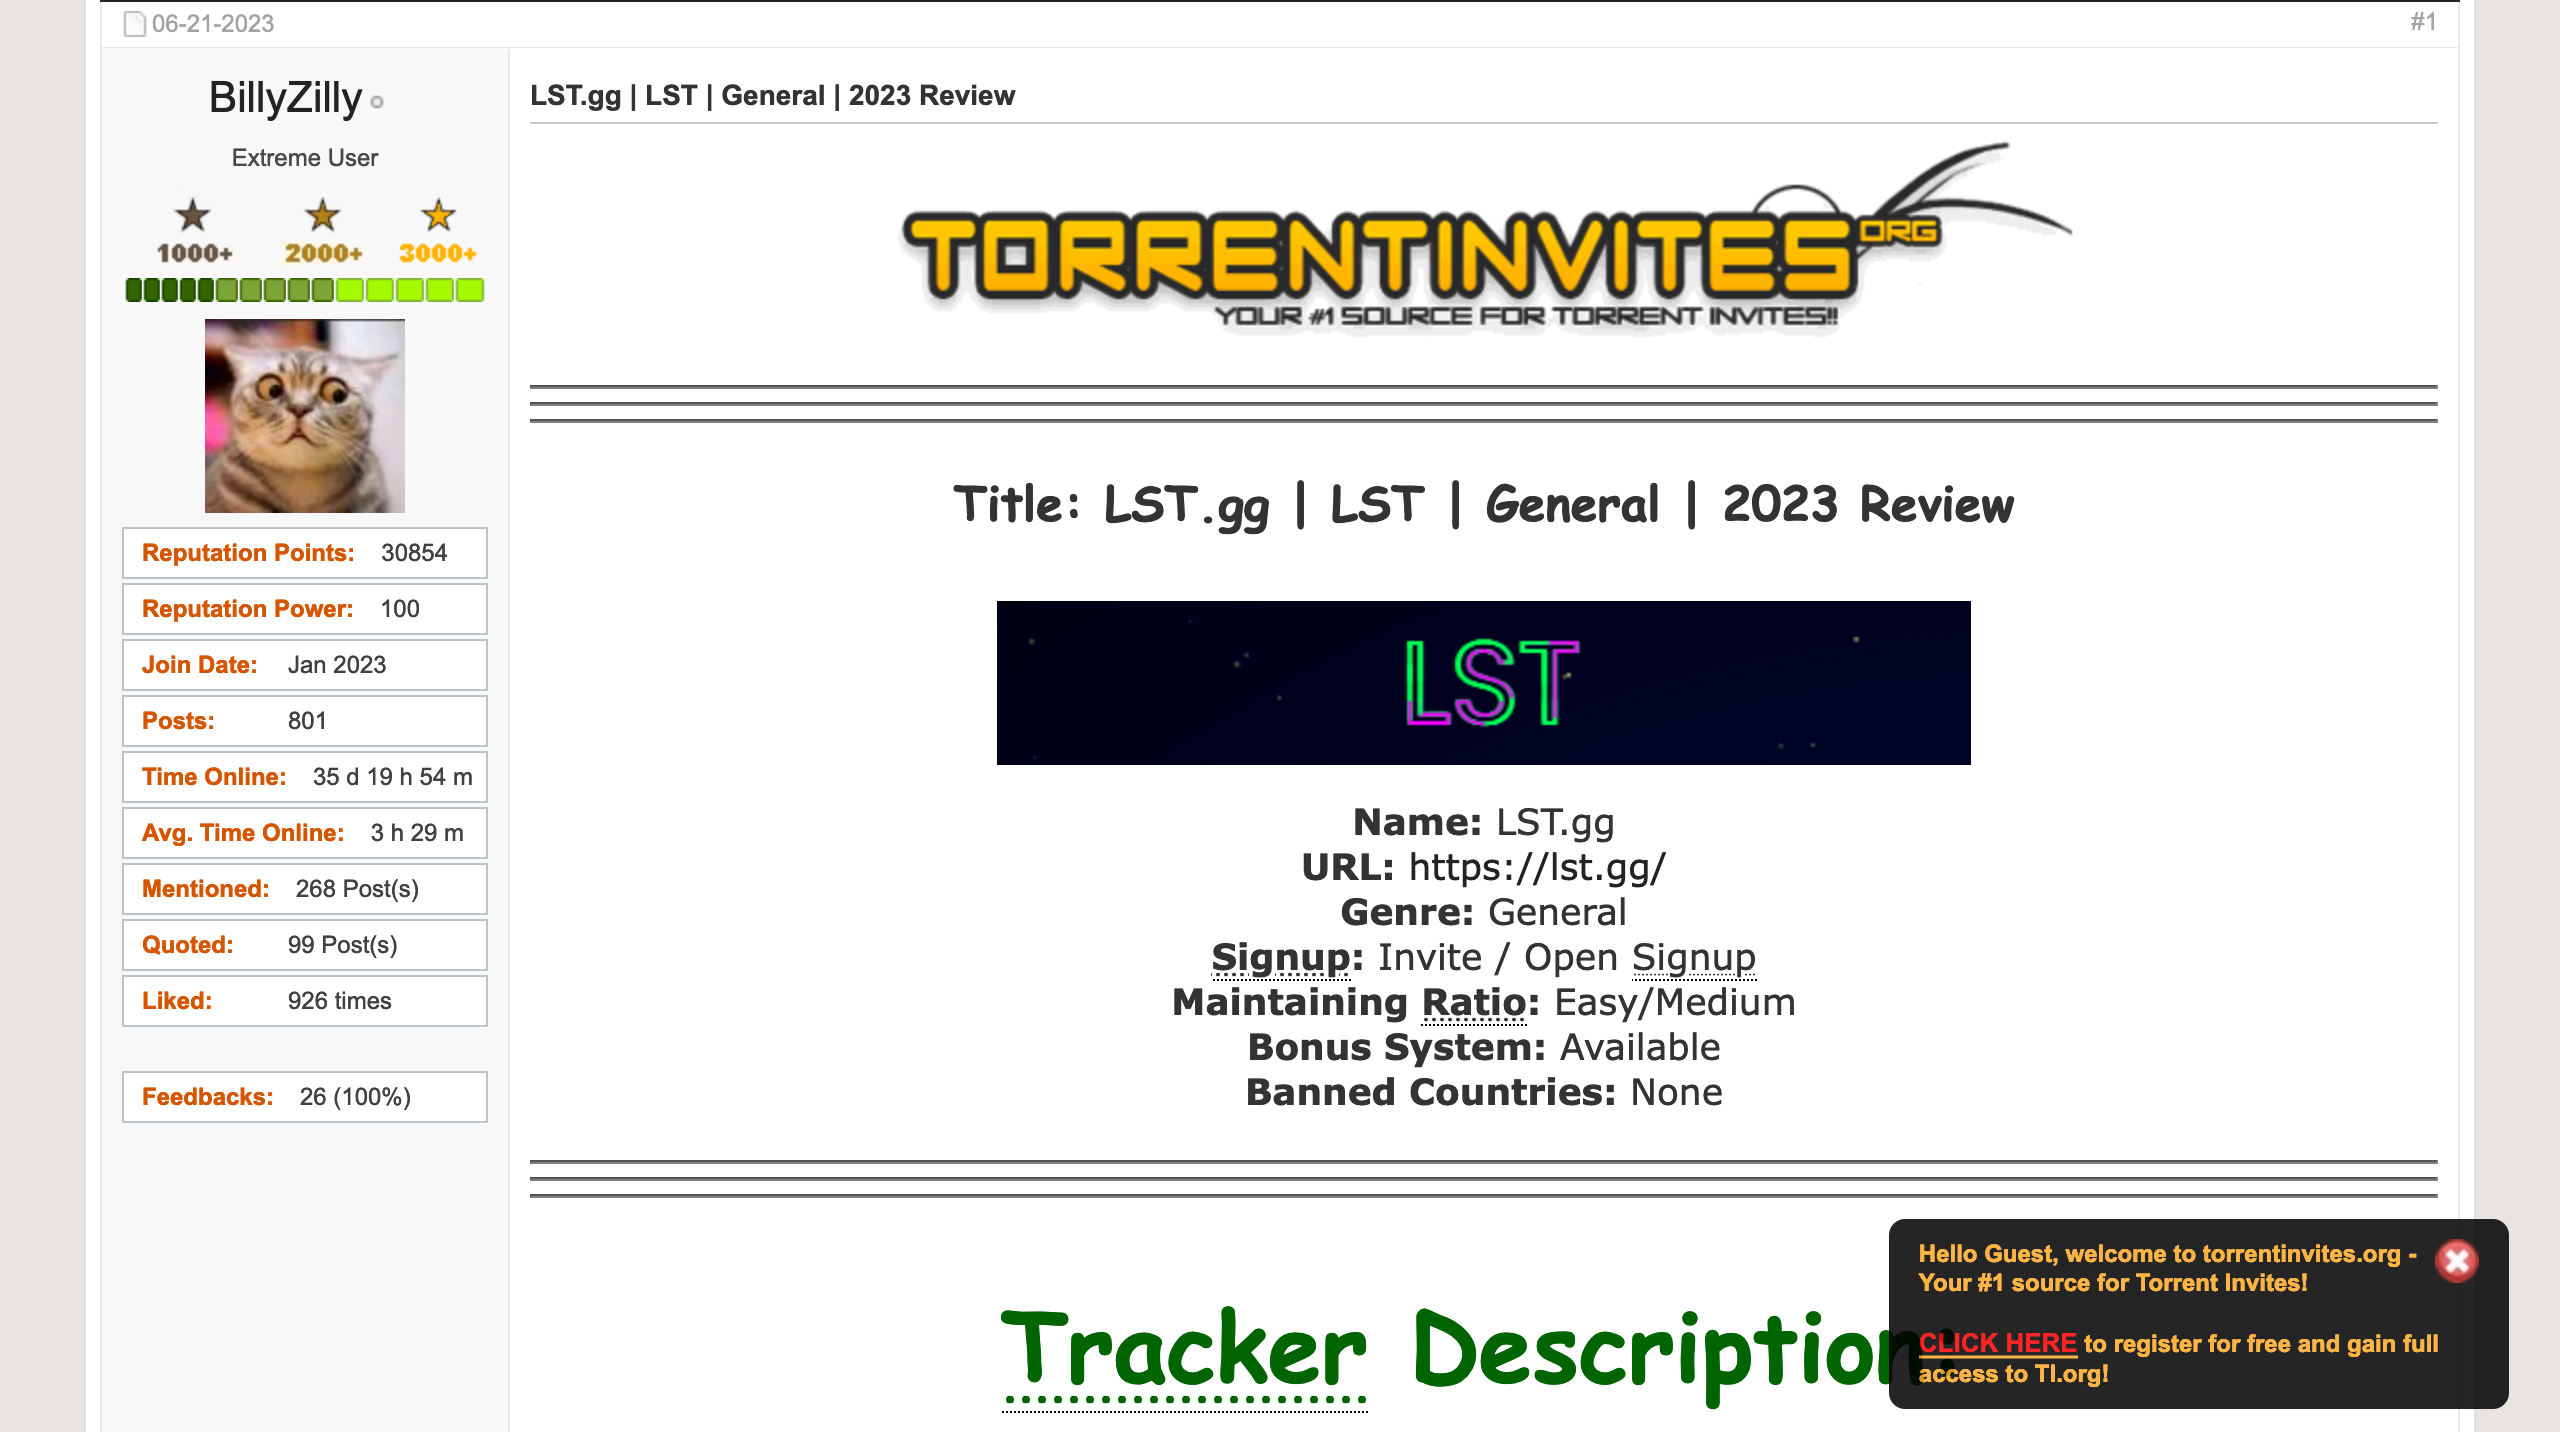 06-21-2023
#1
BillyZilly
Extreme User
1000+ 2000+ 3000+
Reputation Points: 30854
Reputation Power: 100
Join Date: Jan 2023
Posts: 801
Time Online: 35 d 19 h 54 m
Avg. Time Online: 3 h 29 m
Mentioned: 268 Post(s)
Quoted: 99 Post(s)
Liked: 926 times
Feedbacks: 26 (100%)
LST.gg | LST | General | 2023 Review
TORRENTINVITES.ORG
YOUR #1 SOURCE FOR TORRENT INVITES!!
Title: LST.gg | LST | General | 2023 Review
LST
Name: LST.gg
URL: https://lst.gg/
Genre: General
Signup: Invite / Open Signup
Maintaining Ratio: Easy/Medium
Bonus System: Available
Banned Countries: None
Tracker Description:
Hello Guest, welcome to torrentinvites.org -
Your #1 source for Torrent Invites!
CLICK HERE to register for free and gain full
access to TI.org!